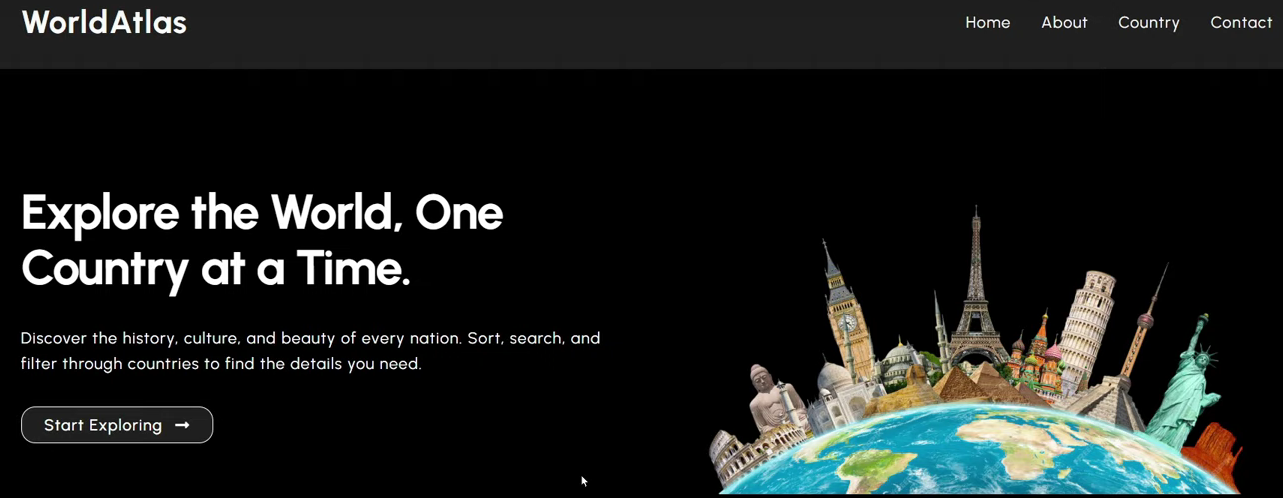 WorldAtlas
Home About Country Contact
Explore the World, One
Country at a Time.
Discover the history, culture, and beauty of every nation. Sort, search, and
filter through countries to find the details you need.
Start Exploring →